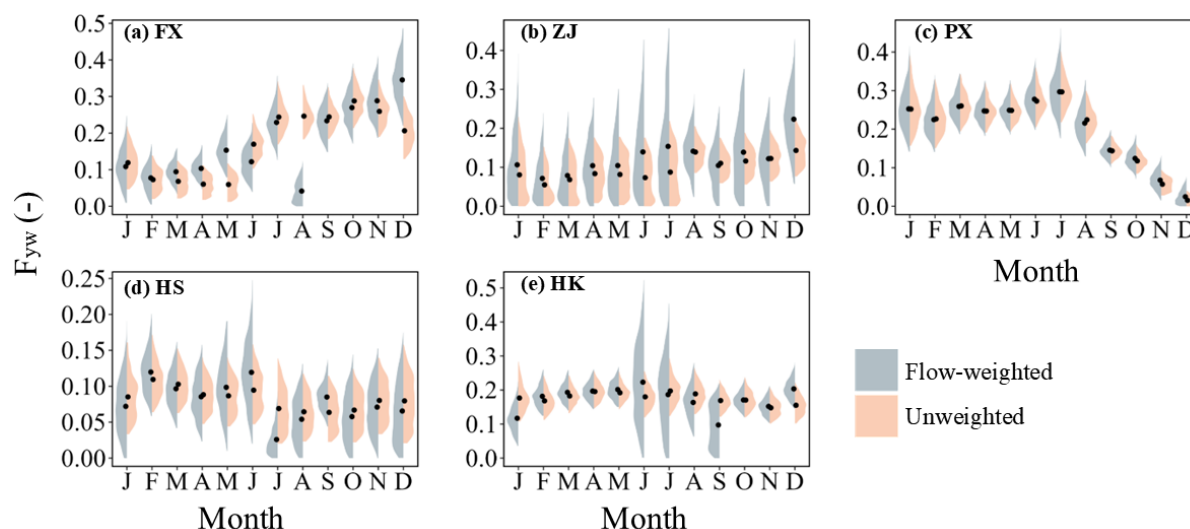 (a) FX
0.5
0.4
0.3
0.2
0.1
0.0
J F M A M J J A S O N D
(b) ZJ
0.4
0.3
0.2
0.1
0.0
J F M A M J J A S O N D
(c) PX
0.4
0.3
0.2
0.1
0.0
J F M A M J J A S O N D
Month
Fyw (-)
(d) HS
0.25
0.20
0.15
0.10
0.05
0.00
J F M A M J J A S O N D
Month
(e) HK
0.5
0.4
0.3
0.2
0.1
0.0
J F M A M J J A S O N D
Month
Flow-weighted
Unweighted